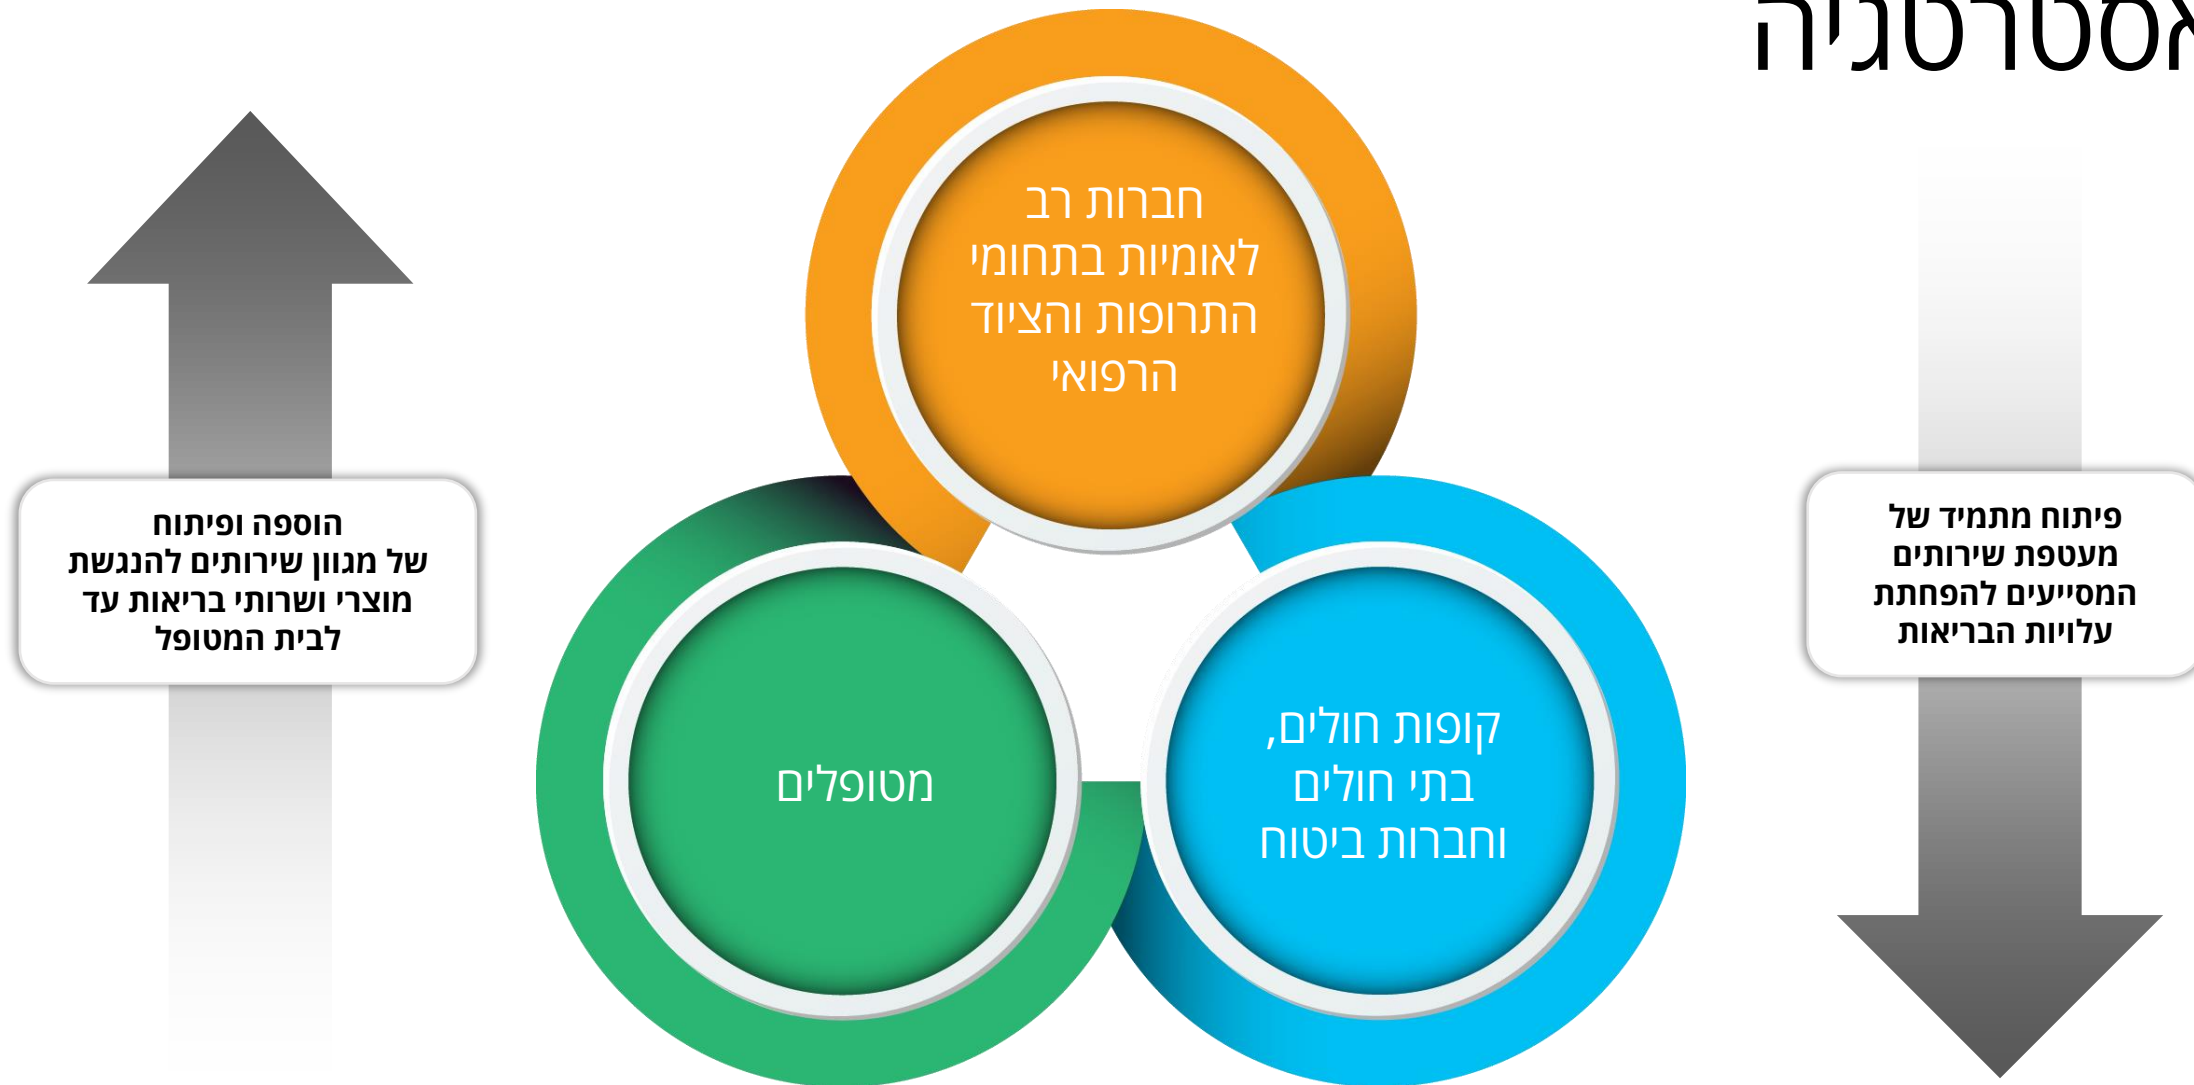 אסטרטגיה
חברות רב
לאומיות בתחומי
התרופות והציוד
הרפואי
פיתוח מתמיד של
מעטפת שירותים
המסייעים להפחתת
עלויות הבריאות
הוספה ופיתוח
של מגוון שירותים להנגשת
מוצרי ושרותי בריאות עד
לבית המטופל
קופות חולים,
בתי חולים
וחברות ביטוח
מטופלים